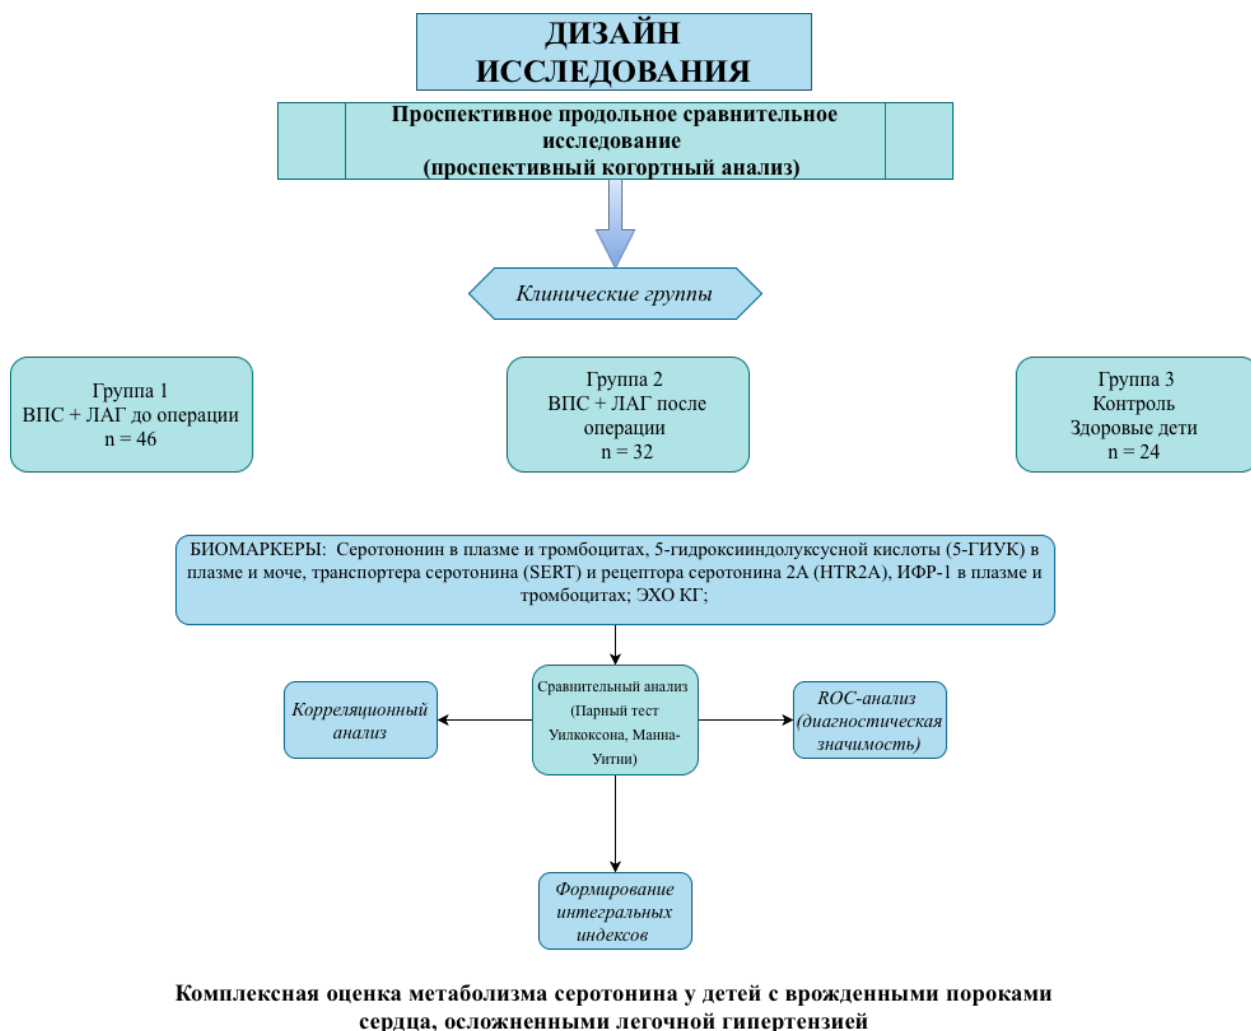 ДИЗАЙН
ИССЛЕДОВАНИЯ
Проспективное продольное сравнительное
исследование
(проспективный когортный анализ)
Клинические группы
Группа 1
ВПС + ЛАГ до операции
n = 46
Группа 2
ВПС + ЛАГ после
операции
n = 32
Группа 3
Контроль
Здоровые дети
n = 24
БИОМАРКЕРЫ: Серотононин в плазме и тромбоцитах, 5-гидроксииндолуксусной кислоты (5-ГИУК) в
плазме и моче, транспортера серотонина (SERT) и рецептора серотонина 2A (HTR2A), ИФР-1 в плазме и
тромбоцитах; ЭХО КГ;
Корреляционный
анализ
Сравнительный анализ
(Парный тест
Уилкоксона, Манна-
Уитни)
ROC-анализ
(диагностическая
значимость)
Формирование
интегральных
индексов
Комплексная оценка метаболизма серотонина у детей с врожденными пороками
сердца, осложненными легочной гипертензией